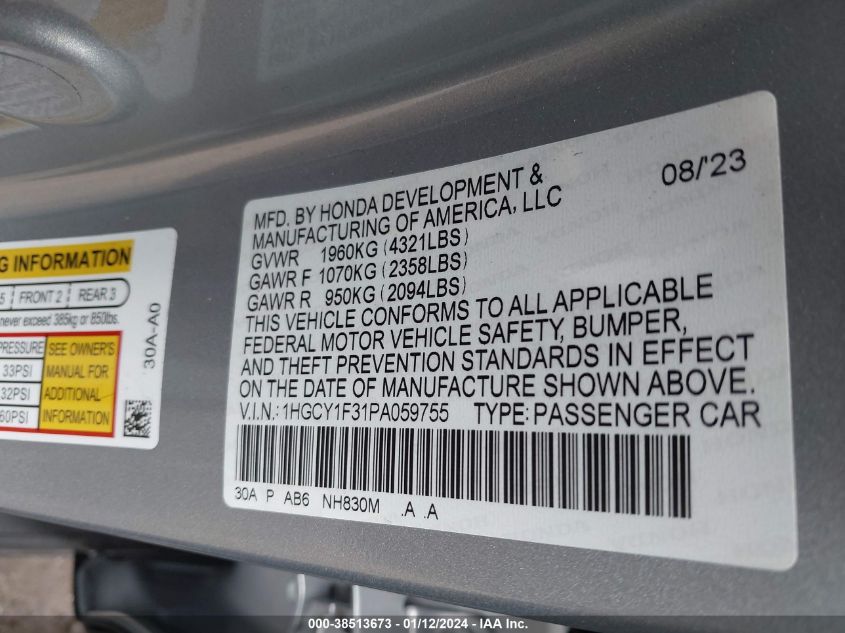 08/'23
MFD. BY HONDA DEVELOPMENT &
MANUFACTURING OF AMERICA, LLC
GVWR 1960KG (4321LBS)
GAWR F 1070KG (2358LBS)
GAWR R 950KG (2094LBS)
THIS VEHICLE CONFORMS TO ALL APPLICABLE
FEDERAL MOTOR VEHICLE SAFETY, BUMPER,
AND THEFT PREVENTION STANDARDS IN EFFECT
ON THE DATE OF MANUFACTURE SHOWN ABOVE.
V.I.N.: 1HGCY1F31PA059755 TYPE: PASSENGER CAR
30A P AB6 NH830M .A .A
INFORMATION
5 FRONT 2 REAR 3
never exceed 385kg or 850lbs.
PRESSURE
33PSI
32PSI
60PSI
SEE OWNER'S
MANUAL FOR
ADDITIONAL
INFORMATION
30A-A0
000-38513673 - 01/12/2024 - IAA Inc.